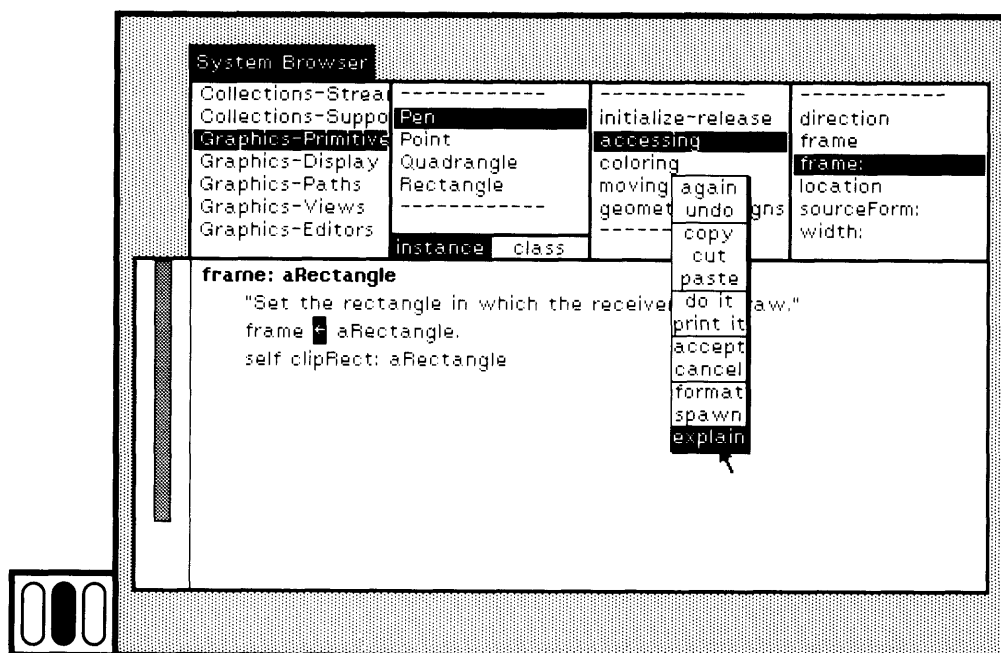 System Browser
Collections-Strea
Collections-Suppo
Graphics-Primitive
Graphics-Display
Graphics-Paths
Graphics-Views
Graphics-Editors
------------
Pen
Point
Quadrangle
Rectangle
------------
instance class
------------
initialize-release
accessing
coloring
moving
geomet gns
------------
direction
frame
frame:
location
sourceForm:
width:
again
undo
copy
cut
paste
do it
print it
accept
cancel
format
spawn
explain
frame: aRectangle
"Set the rectangle in which the receiver aw."
frame ← aRectangle.
self clipRect: aRectangle